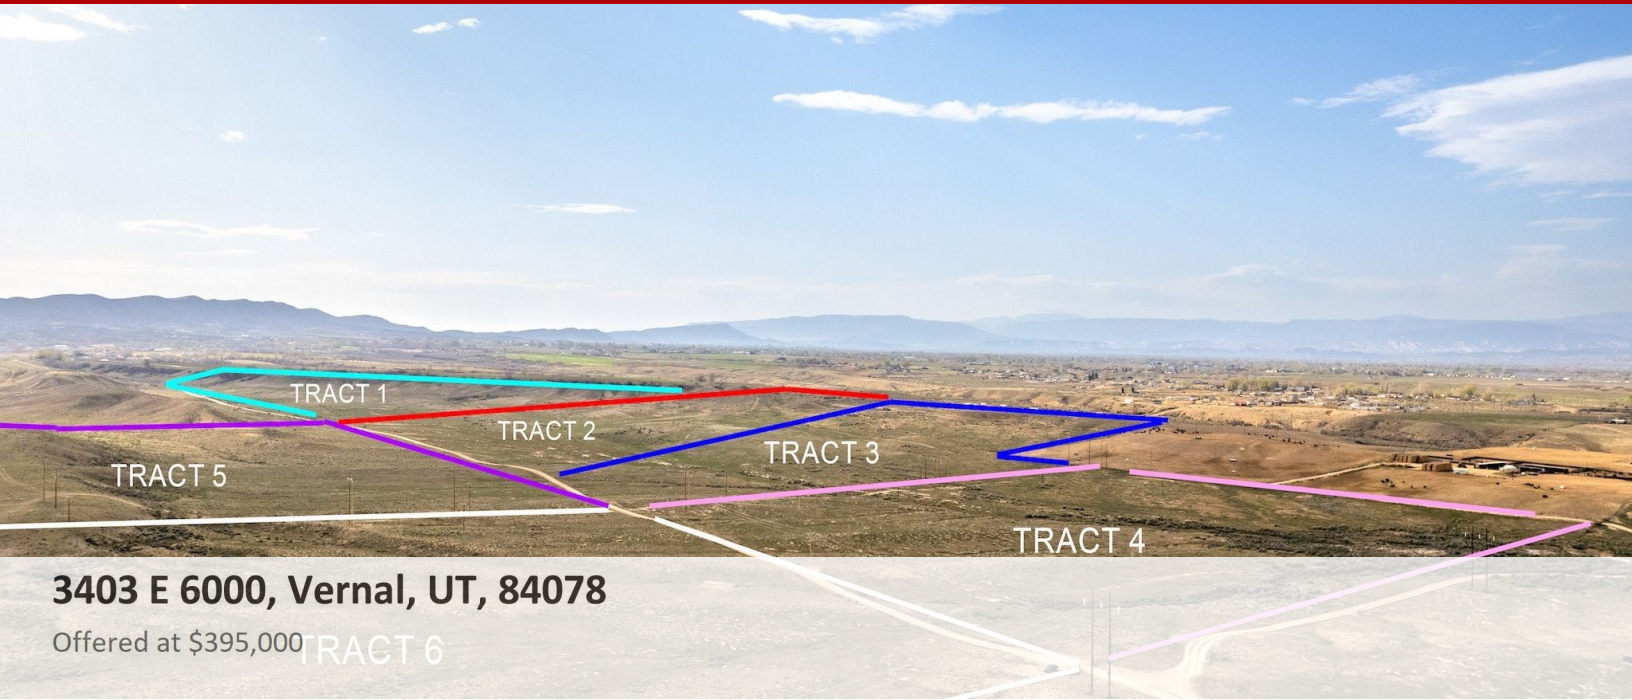 TRACT 1
TRACT 2
TRACT 3
TRACT 5
TRACT 4
3403 E 6000, Vernal, UT, 84078
Offered at $395,000
TRACT 6